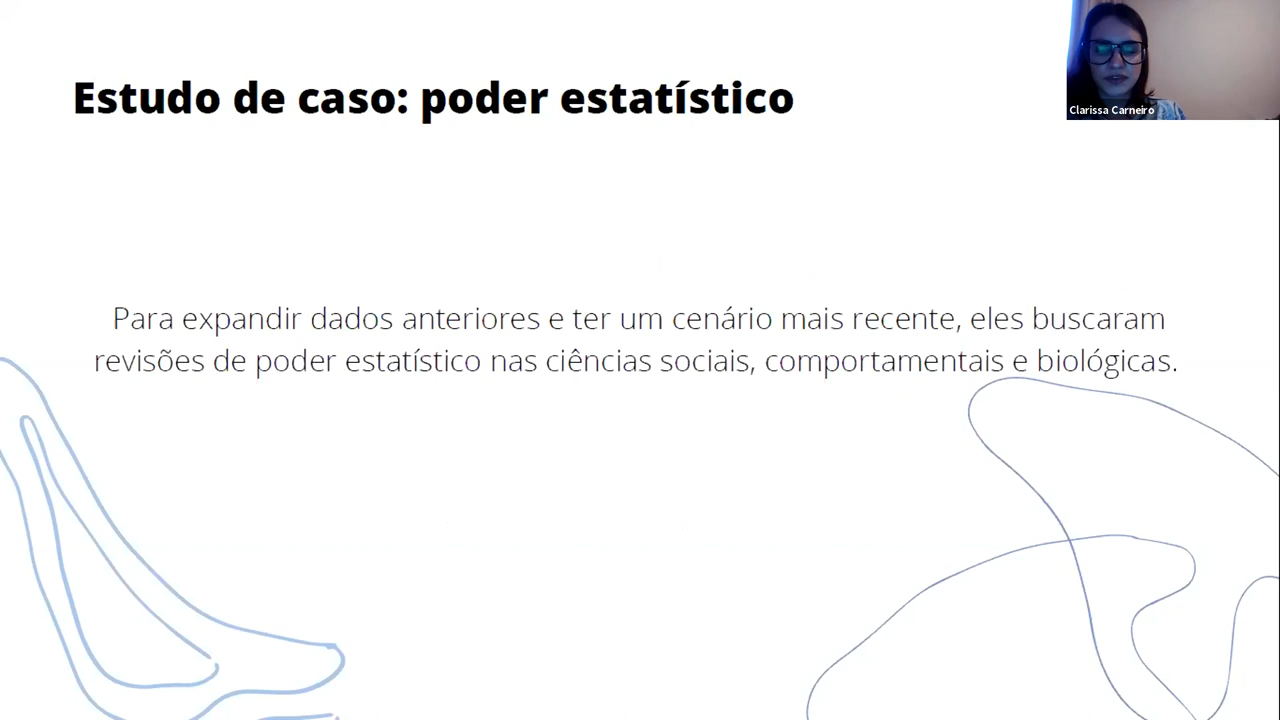 Estudo de caso: poder estatístico
Clarissa Carneiro
Para expandir dados anteriores e ter um cenário mais recente, eles buscaram
revisões de poder estatístico nas ciências sociais, comportamentais e biológicas.